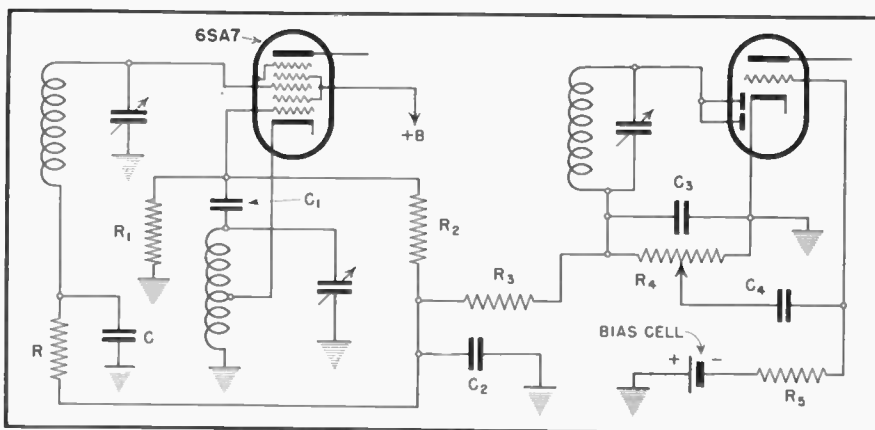 6SA7
+B
C₁
C₃
R₁
R₂
R₃
R₄
C₄
BIAS CELL
R
C
C₂
+
-
R₅